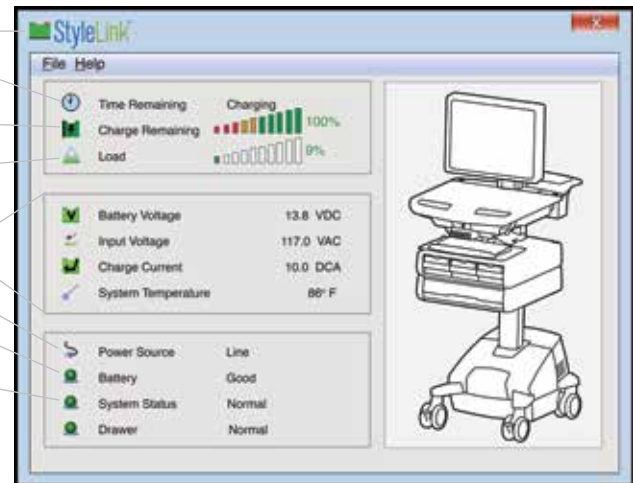 StyleLink
X
File Help
Time Remaining Charging
Charge Remaining 100%
Load 9%
Battery Voltage 13.8 VDC
Input Voltage 117.0 VAC
Charge Current 10.0 DCA
System Temperature 86° F
Power Source Line
Battery Good
System Status Normal
Drawer Normal